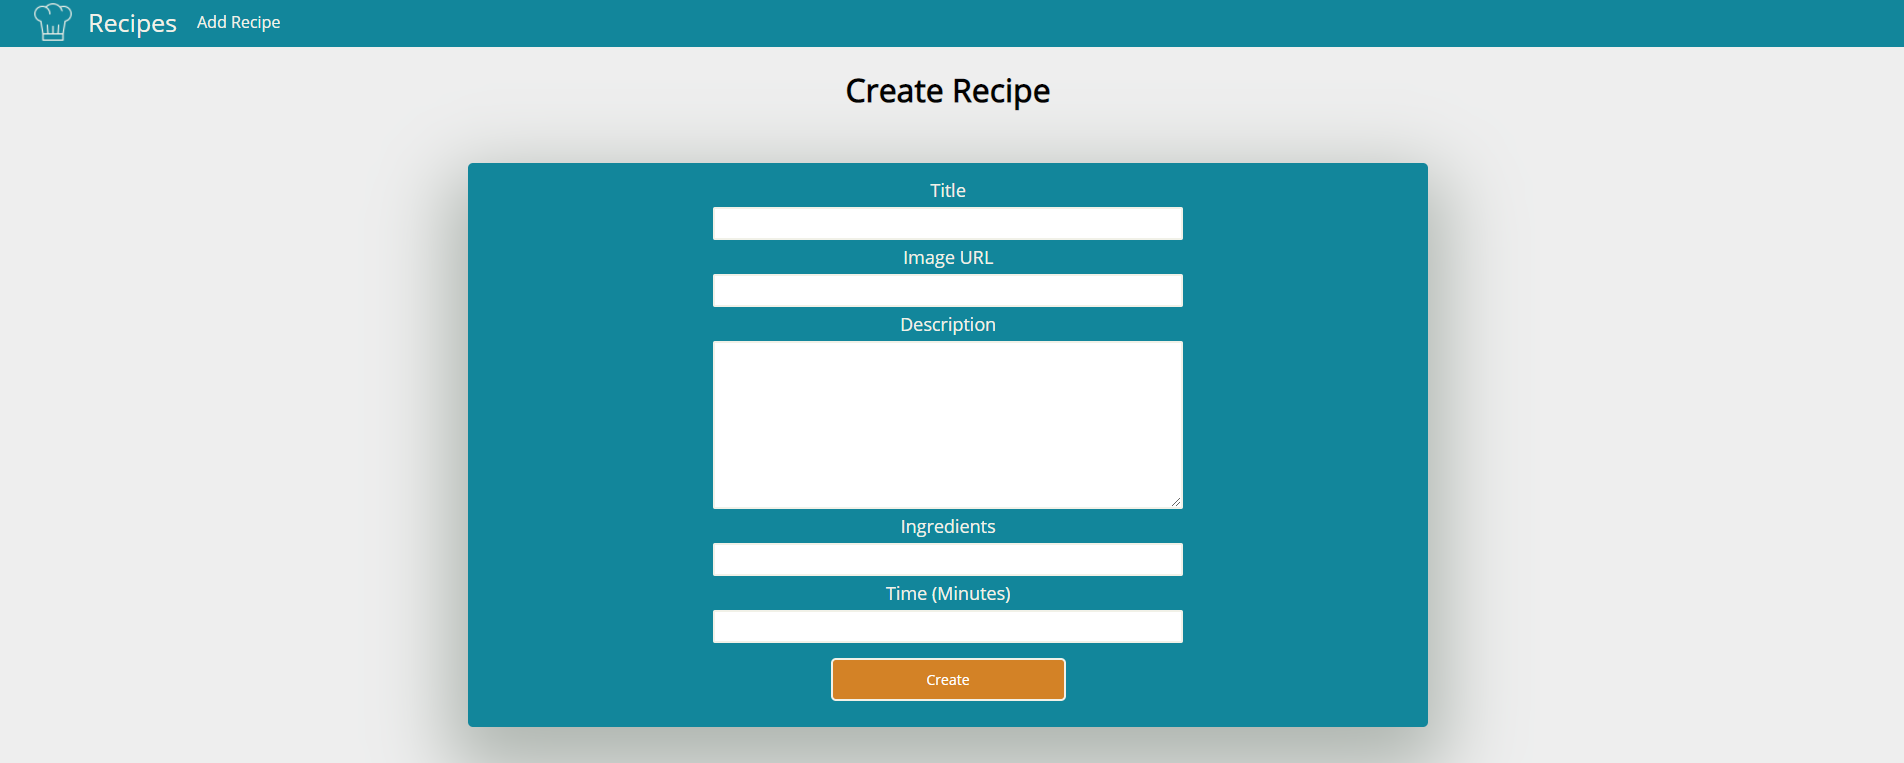 Recipes Add Recipe
Create Recipe
Title
Image URL
Description
Ingredients
Time (Minutes)
Create